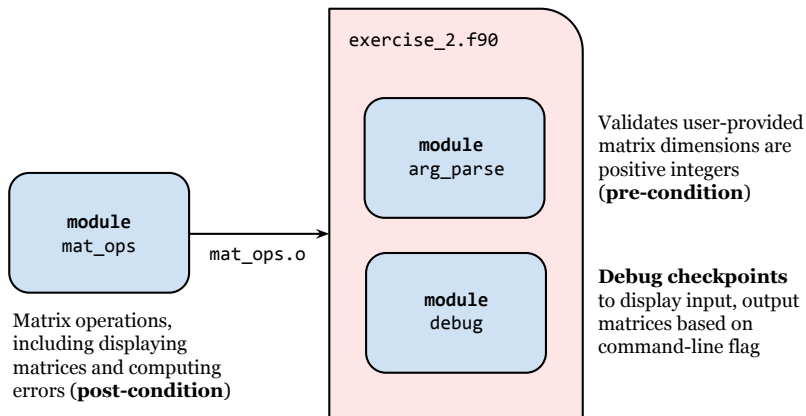 exercise_2.f90
module
arg_parse
Validates user-provided
matrix dimensions are
positive integers
(pre-condition)
module
mat_ops
mat_ops.o
Matrix operations,
including displaying
matrices and computing
errors (post-condition)
module
debug
Debug checkpoints
to display input, output
matrices based on
command-line flag